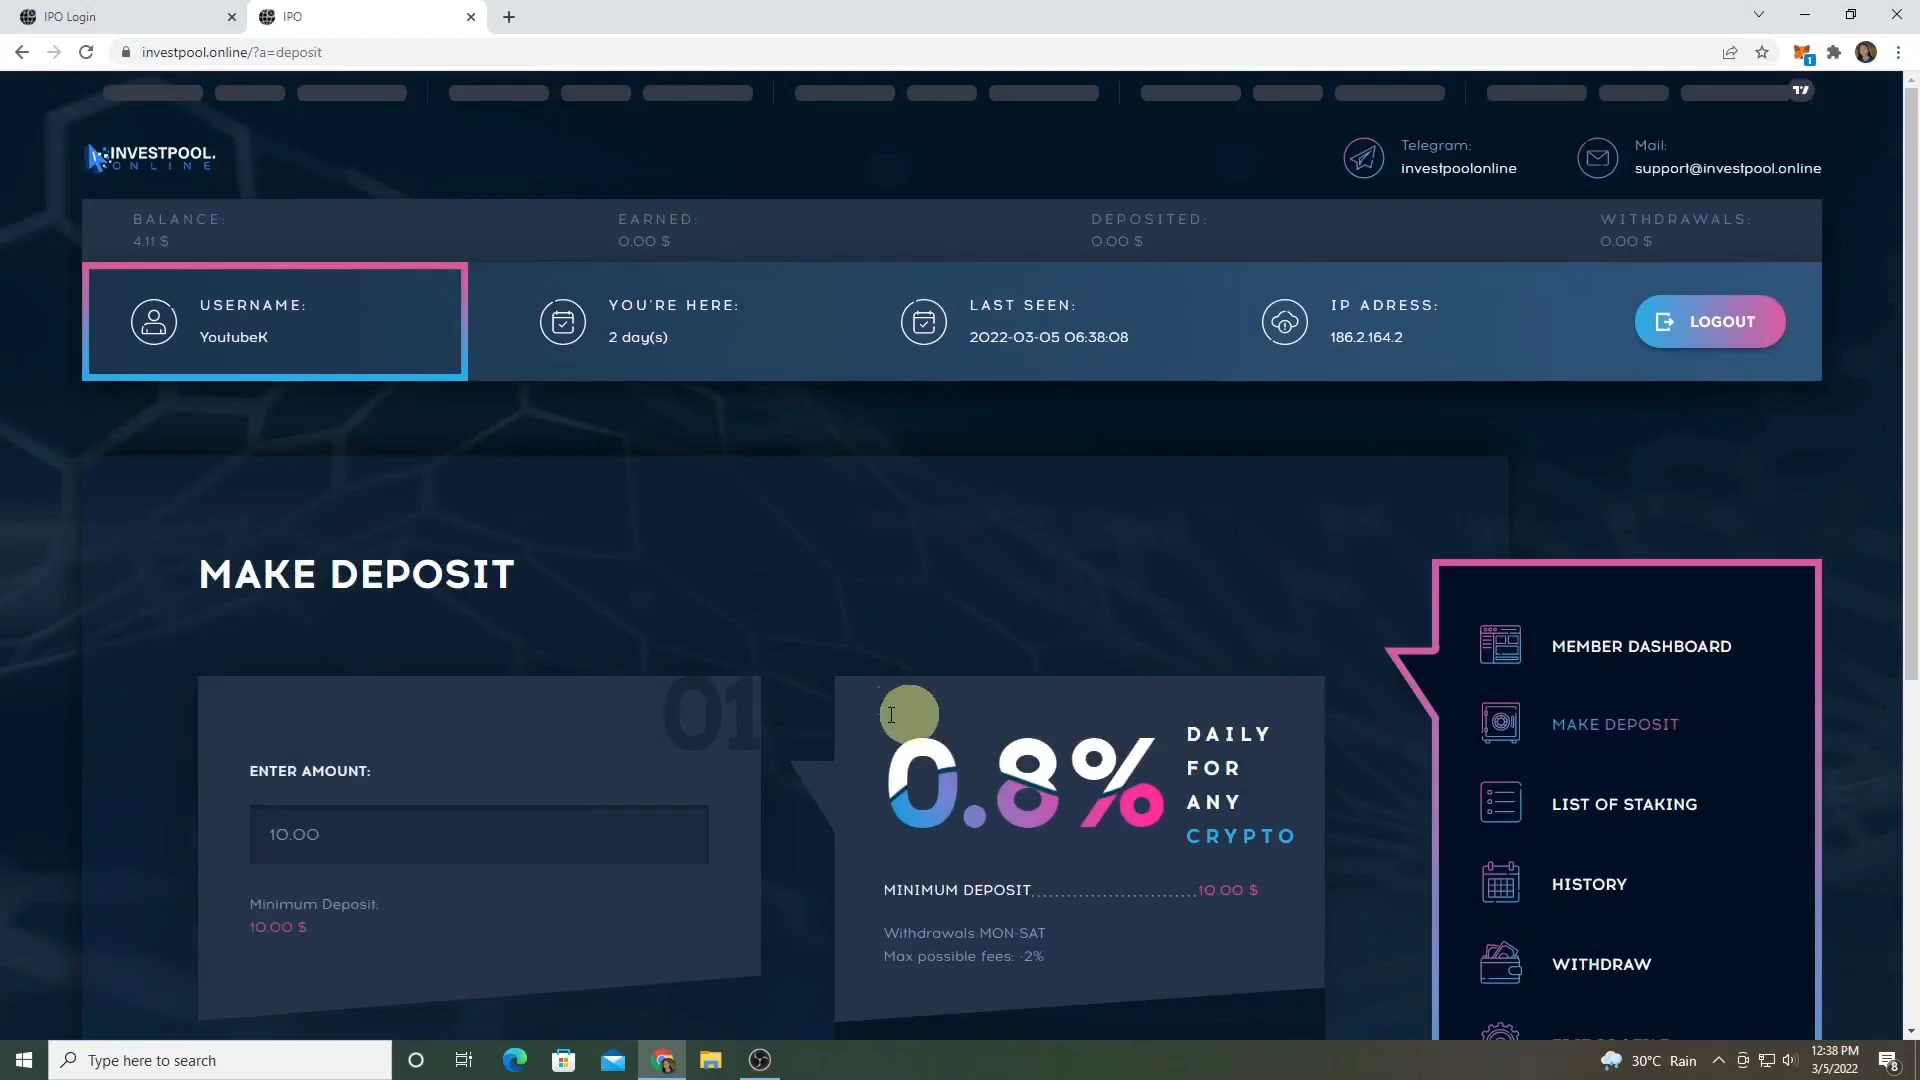 IPO Login
IPO
investpool.online/?a=deposit
1
INVESTPOOL.
ONLINE
Telegram:
investpoolonline
Mail:
support@investpool.online
BALANCE:
4.11 $
EARNED:
0.00 $
DEPOSITED:
0.00 $
WITHDRAWALS:
0.00 $
USERNAME:
YoutubeK
YOU'RE HERE:
2 day(s)
LAST SEEN:
2022-03-05 06:38:08
IP ADRESS:
186.2.164.2
LOGOUT
MAKE DEPOSIT
01
ENTER AMOUNT:
10.00
Minimum Deposit:
10.00 $
0.8%
DAILY
FOR
ANY
CRYPTO
MINIMUM DEPOSIT..........................10.00 $
Withdrawals MON-SAT
Max possible fees: -2%
MEMBER DASHBOARD
MAKE DEPOSIT
LIST OF STAKING
HISTORY
WITHDRAW
Type here to search
30°C Rain
12:38 PM
3/5/2022
8